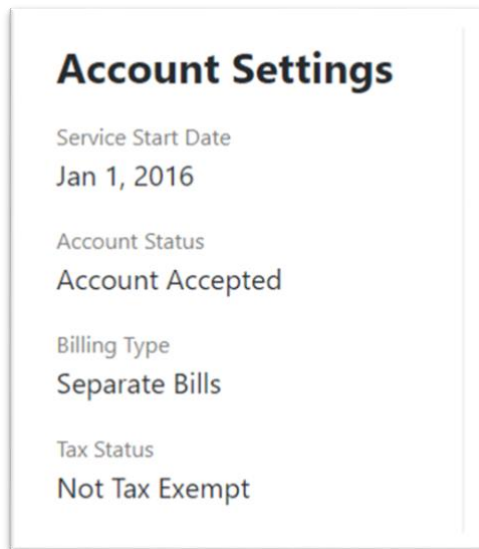 Account Settings
Service Start Date
Jan 1, 2016
Account Status
Account Accepted
Billing Type
Separate Bills
Tax Status
Not Tax Exempt